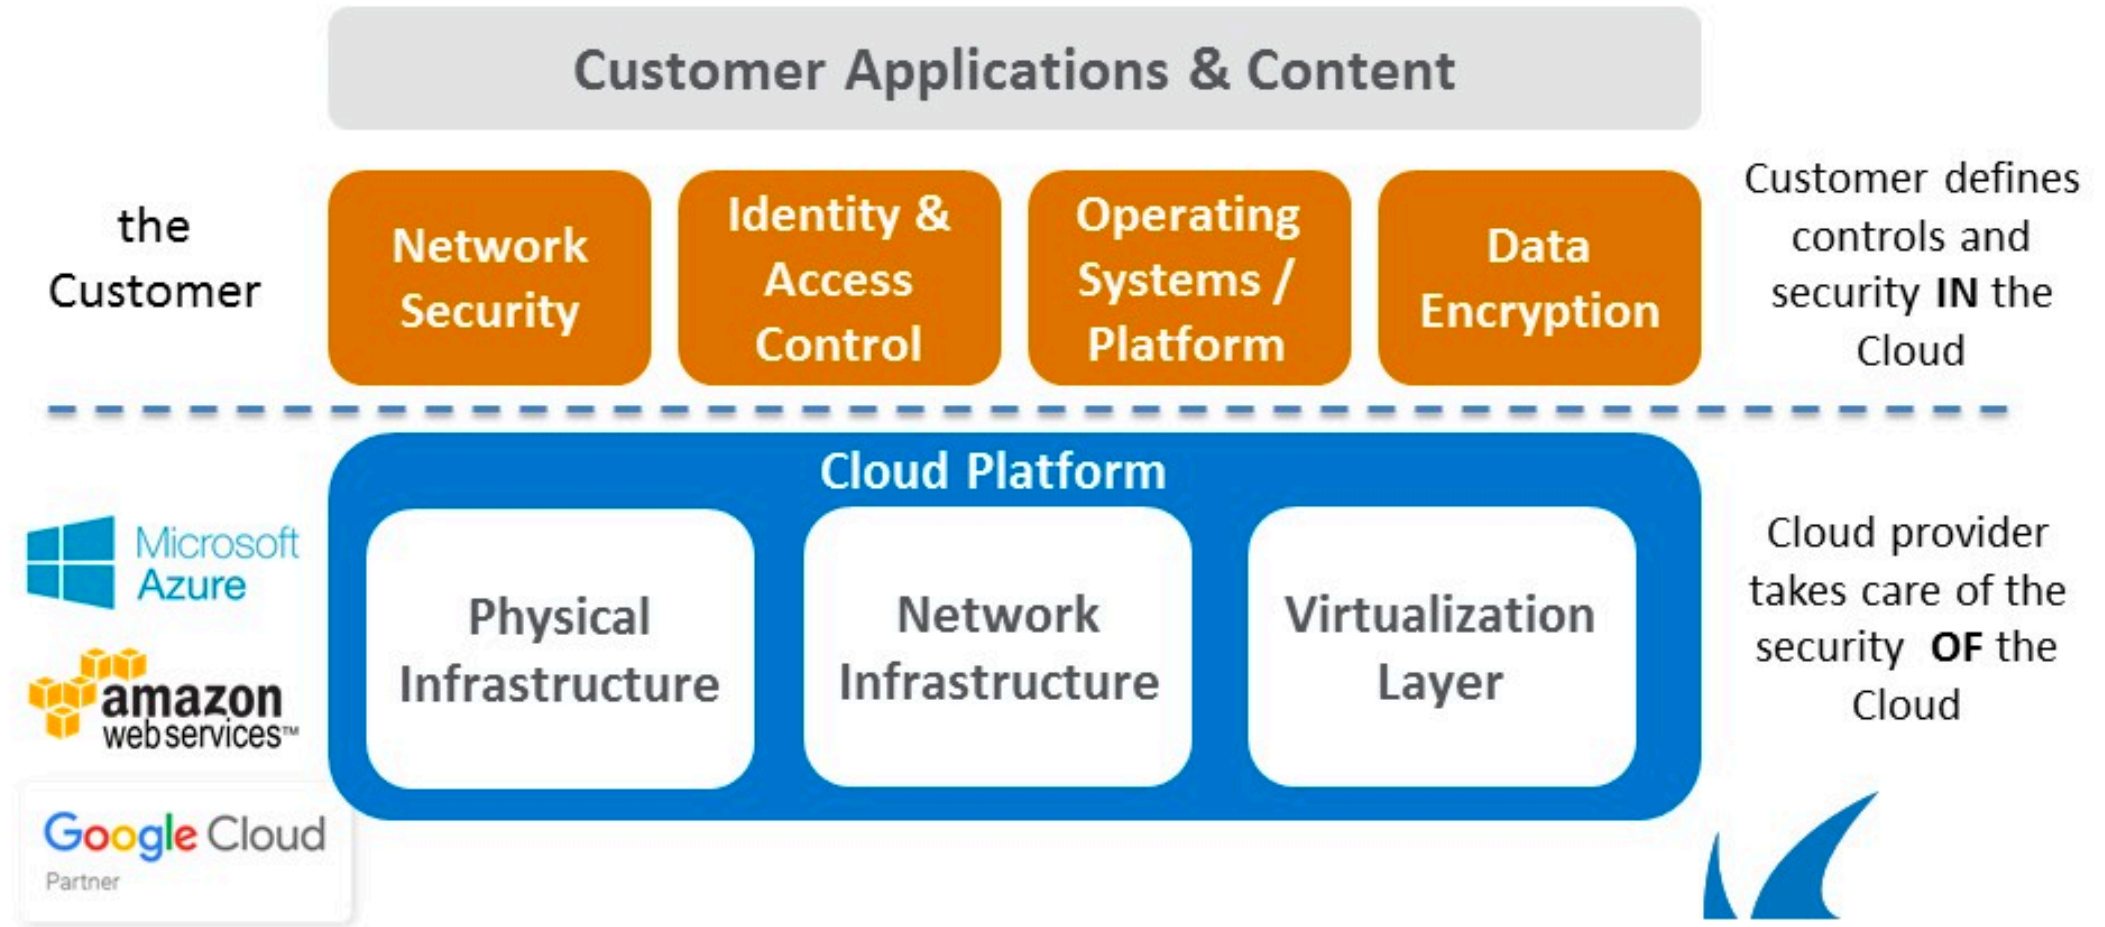 Customer Applications & Content
the
Customer
Network
Security
Identity &
Access
Control
Operating
Systems /
Platform
Data
Encryption
Customer defines
controls and
security IN the
Cloud
Cloud Platform
Microsoft
Azure
amazon
web services™
Google Cloud
Partner
Physical
Infrastructure
Network
Infrastructure
Virtualization
Layer
Cloud provider
takes care of the
security OF the
Cloud